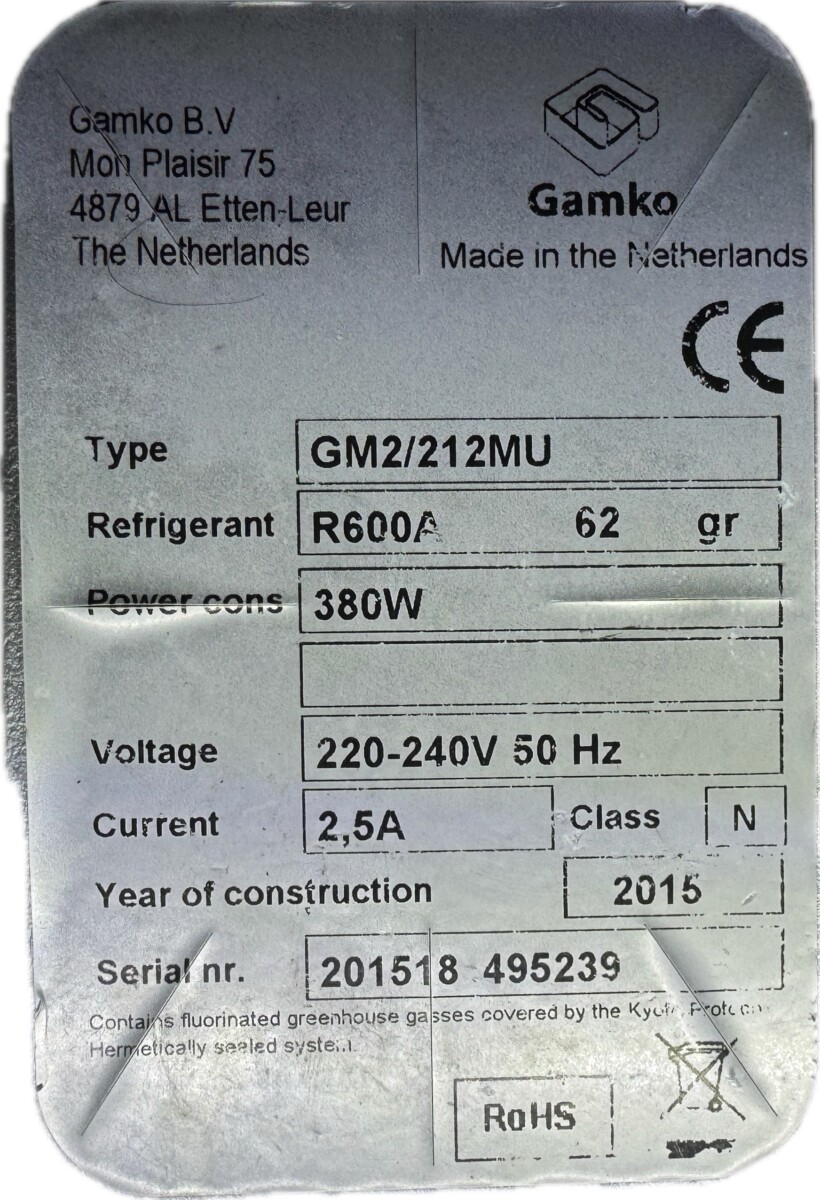 Gamko B.V
Mon Plaisir 75
4879 AL Etten-Leur
The Netherlands
Gamko
Made in the Netherlands
CE
Type GM2/212MU
Refrigerant R600A 62 gr
Power cons 380W
Voltage 220-240V 50 Hz
Current 2,5A Class N
Year of construction 2015
Serial nr. 201518 495239
Contains fluorinated greenhouse gasses covered by the Kyoto Protocol
Hermetically sealed system.
RoHS